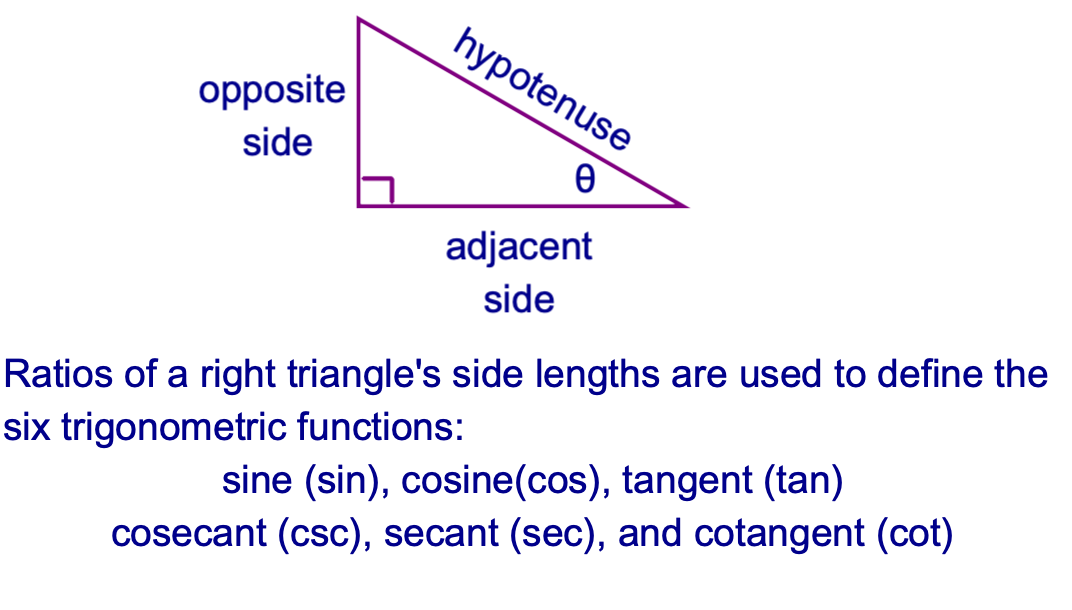 opposite
side
hypotenuse
θ
adjacent
side
Ratios of a right triangle's side lengths are used to define the
six trigonometric functions:
sine (sin), cosine(cos), tangent (tan)
cosecant (csc), secant (sec), and cotangent (cot)